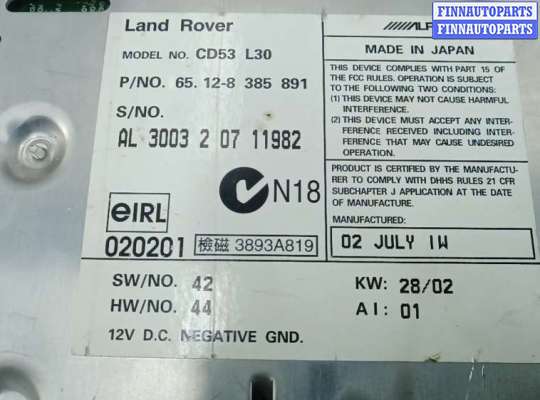 FINNAUTOPARTS
FINNAUTOPARTS
Land Rover
MODEL NO. CD53 L30
P/NO. 65. 12-8 385 891
S/NO.
AL 3003 2 07 11982
N18
eIRL
020201
檢磁 3893A819
SW/NO. 42
HW/NO. 44
12V D.C. NEGATIVE GND.
MADE IN JAPAN
THIS DEVICE COMPLIES WITH PART 15 OF
THE FCC RULES. OPERATION IS SUBJECT
TO THE FOLLOWING TWO CONDITIONS:
(1) THIS DEVICE MAY NOT CAUSE HARMFUL
INTERFERENCE.
(2) THIS DEVICE MUST ACCEPT ANY INTER-
FERENCE RECEIVED INCLUDING INTER-
FERENCE THAT MAY CAUSE UNDESIRED
OPERATION.
PRODUCT IS CERTIFIED BY THE MANUFACTU-
RER TO COMPLY WITH DHHS RULES 21 CFR
SUBCHAPTER J APPLICATION AT THE DATE
OF MANUFACTURE.
MANUFACTURED:
02 JULY IW
KW: 28/02
AI: 01